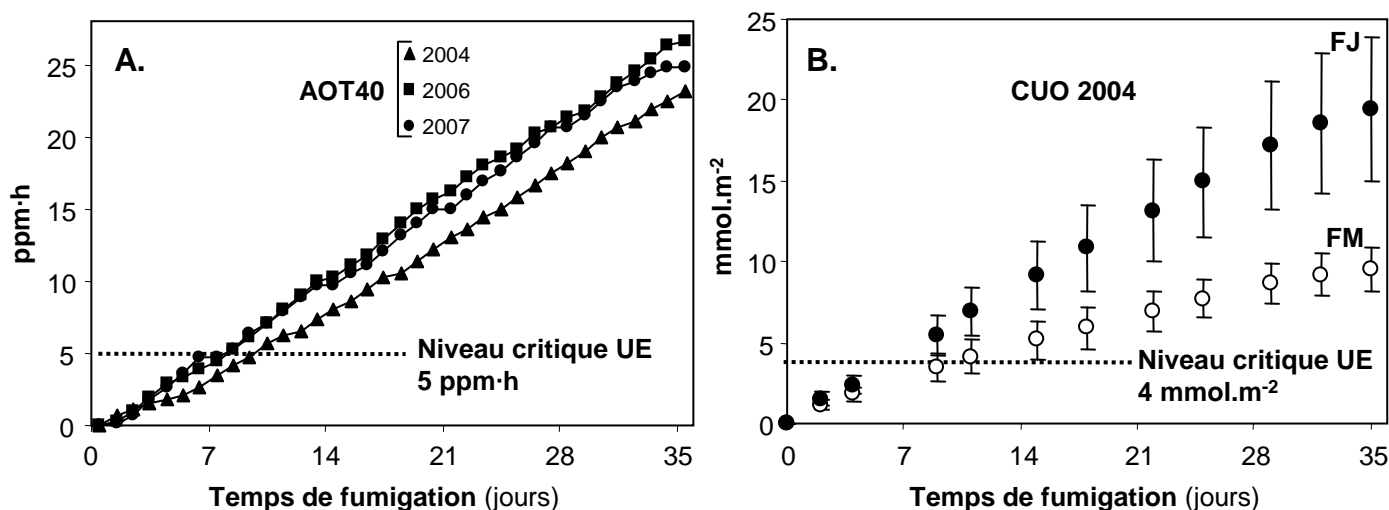 A.
AOT40
2004
2006
2007
Niveau critique UE
5 ppm·h
ppm·h
25
20
15
10
5
0
0 7 14 21 28 35
Temps de fumigation (jours)
B.
CUO 2004
FJ
FM
Niveau critique UE
4 mmol.m-2
mmol.m-2
25
20
15
10
5
0
0 7 14 21 28 35
Temps de fumigation (jours)